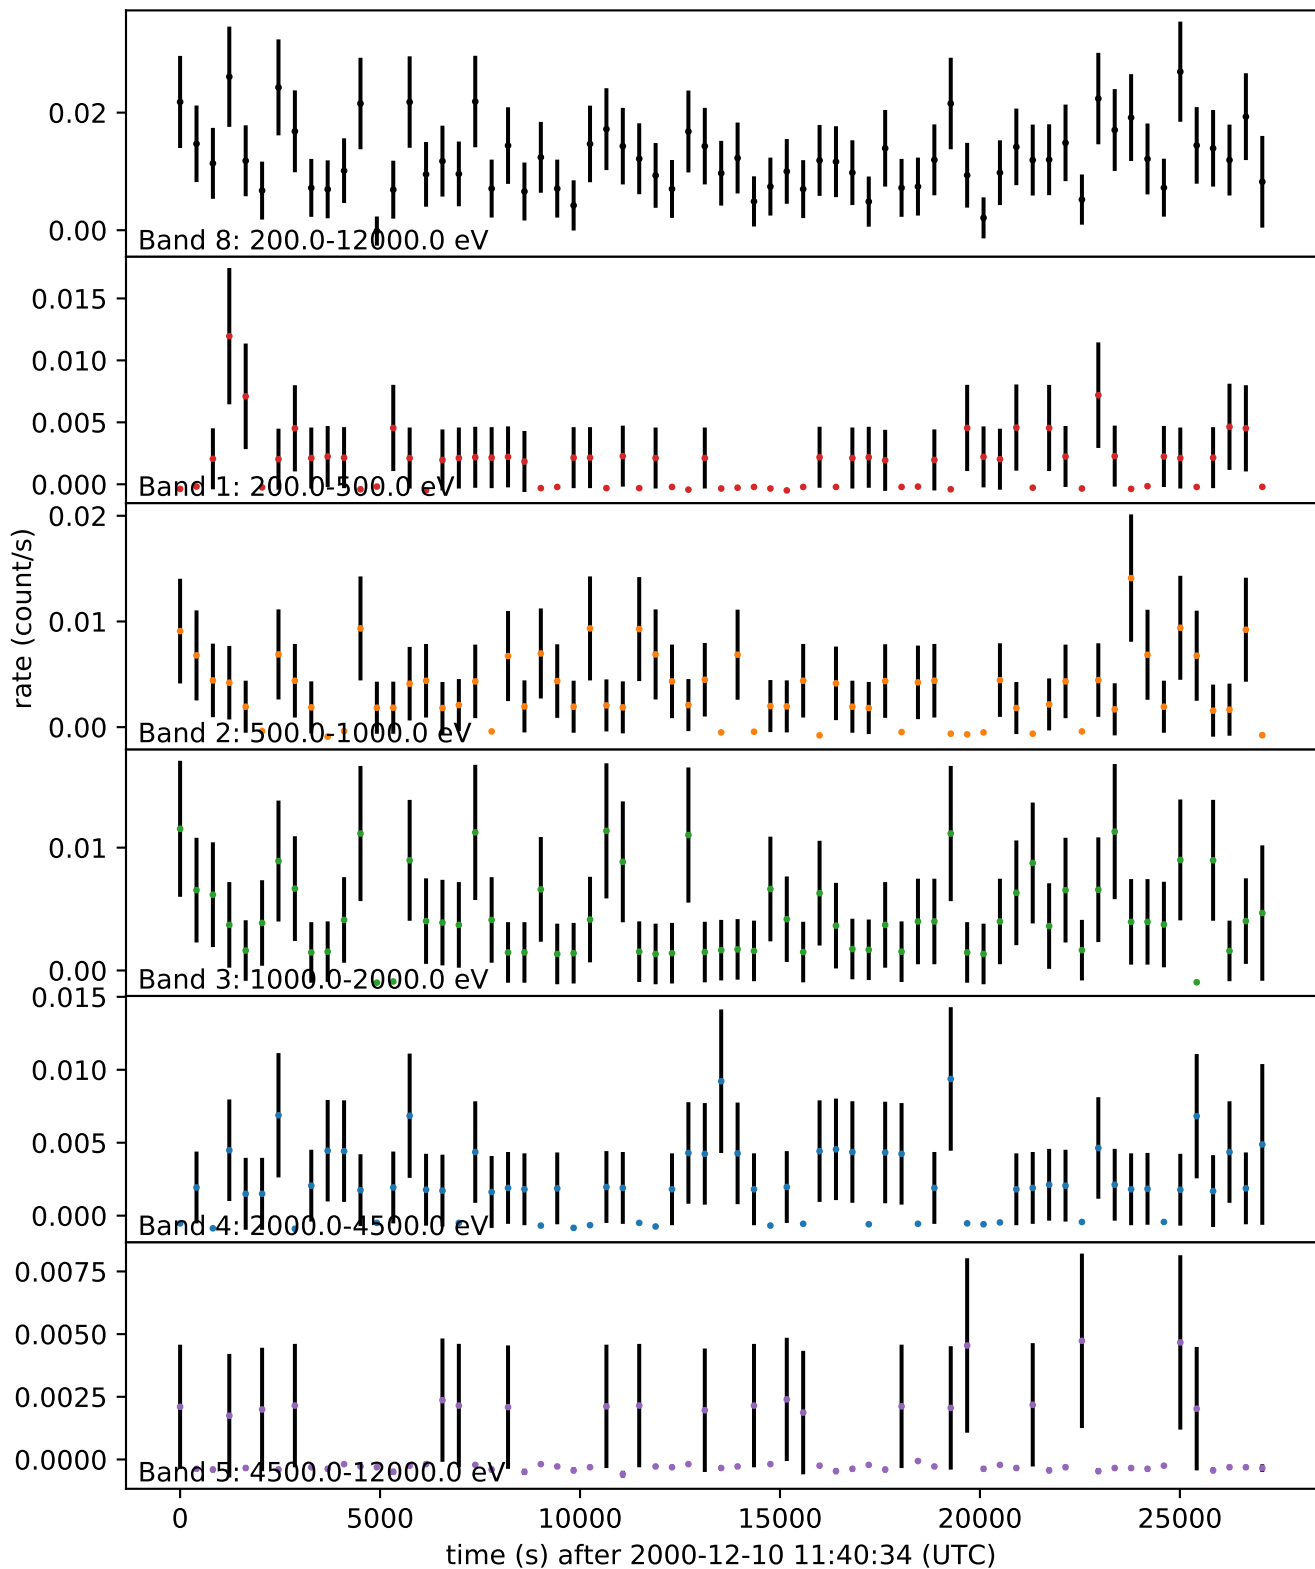 0.02
0.00
Band 8: 200.0-12000.0 eV
0.015
0.010
0.005
0.000
Band 1: 200.0-500.0 eV
rate (count/s)
0.02
0.01
0.00
Band 2: 500.0-1000.0 eV
0.01
0.00
Band 3: 1000.0-2000.0 eV
0.015
0.010
0.005
0.000
Band 4: 2000.0-4500.0 eV
0.0075
0.0050
0.0025
0.0000
Band 5: 4500.0-12000.0 eV
0 5000 10000 15000 20000 25000
time (s) after 2000-12-10 11:40:34 (UTC)